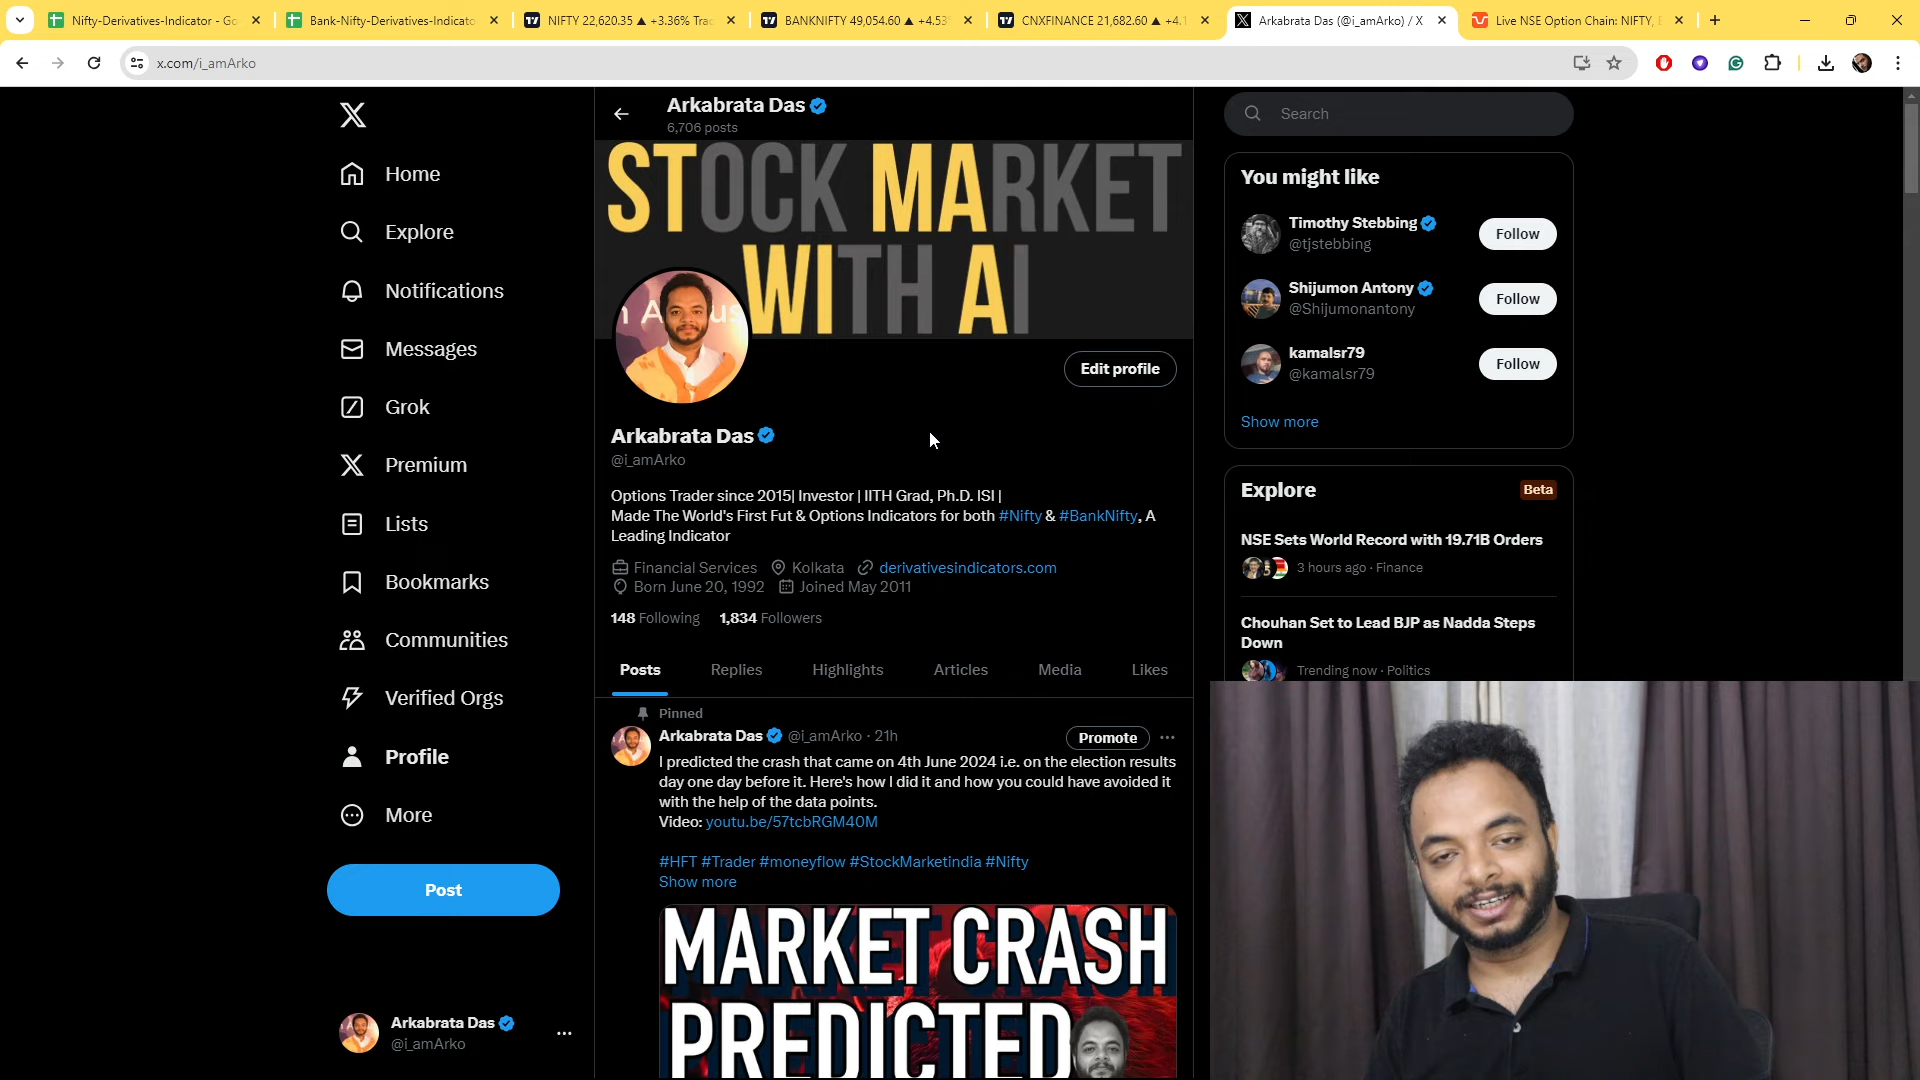 Nifty-Derivatives-Indicator - Go
Bank-Nifty-Derivatives-Indicato
NIFTY 22,620.35 ▲ +3.36% Trac
BANKNIFTY 49,054.60 ▲ +4.53
CNXFINANCE 21,682.60 ▲ +4.1
Arkabrata Das (@i_amArko) / X
Live NSE Option Chain: NIFTY,
x.com/i_amArko
Home
Explore
Notifications
Messages
Grok
Premium
Lists
Bookmarks
Communities
Verified Orgs
Profile
More
Post
Arkabrata Das
@i_amArko
Arkabrata Das
6,706 posts
STOCK MARKET
WITH AI
Edit profile
Arkabrata Das
@i_amArko
Options Trader since 2015| Investor | IITH Grad, Ph.D. ISI |
Made The World's First Fut & Options Indicators for both #Nifty & #BankNifty, A
Leading Indicator
Financial Services Kolkata derivativesindicators.com
Born June 20, 1992 Joined May 2011
148 Following 1,834 Followers
Posts Replies Highlights Articles Media Likes
Pinned
Arkabrata Das @i_amArko · 21h
Promote
I predicted the crash that came on 4th June 2024 i.e. on the election results
day one day before it. Here's how I did it and how you could have avoided it
with the help of the data points.
Video: youtu.be/57tcbRGM40M
#HFT #Trader #moneyflow #StockMarketindia #Nifty
Show more
MARKET CRASH
PREDICTED
Search
You might like
Timothy Stebbing
@tjstebbing
Follow
Shijumon Antony
@Shijumonantony
Follow
kamalsr79
@kamalsr79
Follow
Show more
Explore
Beta
NSE Sets World Record with 19.71B Orders
3 hours ago · Finance
Chouhan Set to Lead BJP as Nadda Steps
Down
Trending now · Politics